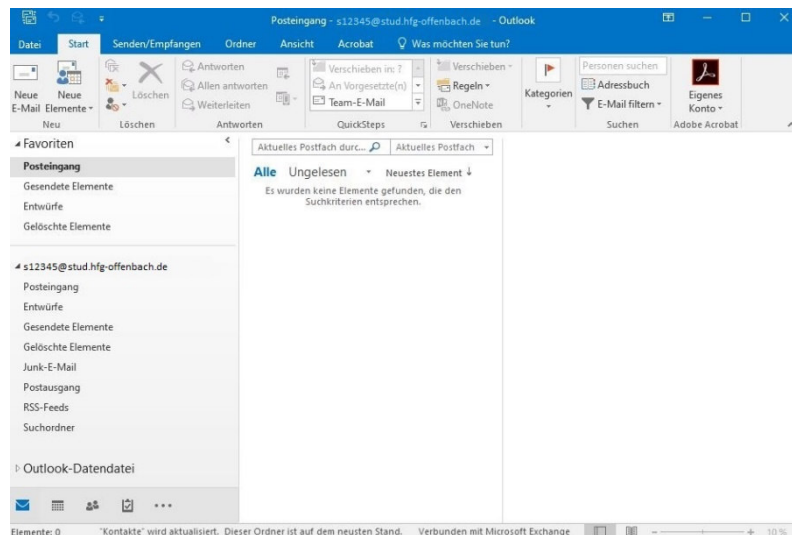 Posteingang - s12345@stud.hfg-offenbach.de - Outlook
Datei Start Senden/Empfangen Ordner Ansicht Acrobat Was möchten Sie tun?
Neue E-Mail
Neue Elemente
Neu
Löschen
Löschen
Antworten
Allen antworten
Weiterleiten
Antworten
Verschieben in: ?
An Vorgesetzte(n)
Team-E-Mail
QuickSteps
Verschieben
Regeln
OneNote
Verschieben
Kategorien
Personen suchen
Adressbuch
E-Mail filtern
Suchen
Eigenes Konto
Adobe Acrobat
Favoriten
Posteingang
Gesendete Elemente
Entwürfe
Gelöschte Elemente
s12345@stud.hfg-offenbach.de
Posteingang
Entwürfe
Gesendete Elemente
Gelöschte Elemente
Junk-E-Mail
Postausgang
RSS-Feeds
Suchordner
Outlook-Datendatei
Aktuelles Postfach durc... Aktuelles Postfach
Alle Ungelesen Neuestes Element
Es wurden keine Elemente gefunden, die den
Suchkriterien entsprechen.
Elemente: 0 "Kontakte" wird aktualisiert. Dieser Ordner ist auf dem neusten Stand. Verbunden mit Microsoft Exchange 10 %